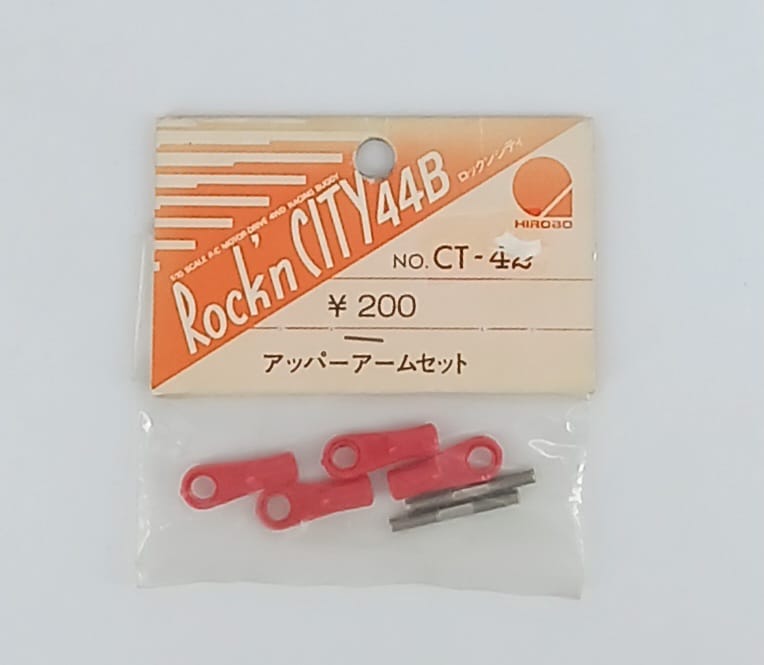 1/10 SCALE R-C MOTOR-DRIVE 4WD RACING BUGGY
Rock'n CITY 44B
ロックンシティ
HIROBO
NO. CT-42
¥ 200
アッパーアームセット